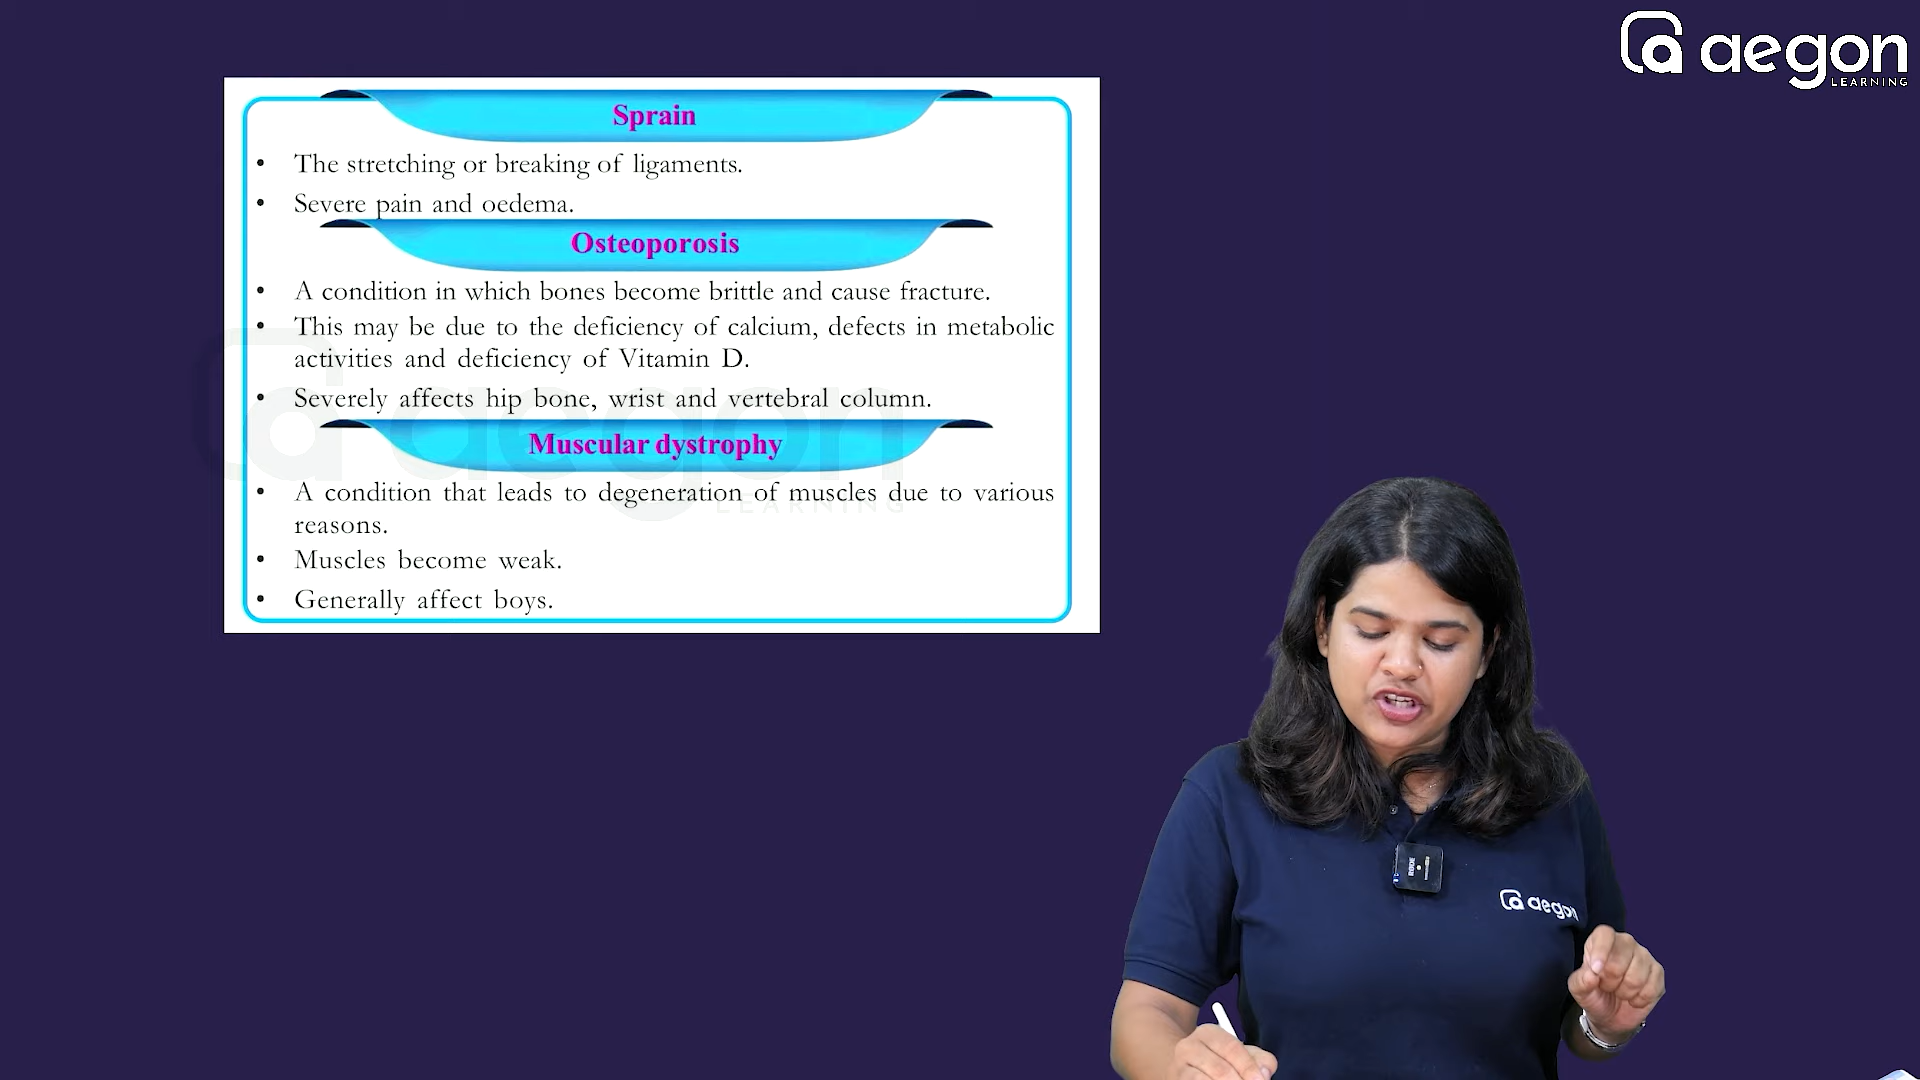 aegon
LEARNING
Sprain
• The stretching or breaking of ligaments.
• Severe pain and oedema.
Osteoporosis
• A condition in which bones become brittle and cause fracture.
• This may be due to the deficiency of calcium, defects in metabolic
activities and deficiency of Vitamin D.
• Severely affects hip bone, wrist and vertebral column.
Muscular dystrophy
• A condition that leads to degeneration of muscles due to various
reasons.
• Muscles become weak.
• Generally affect boys.
aegon
LEARNING
RODE
aegon